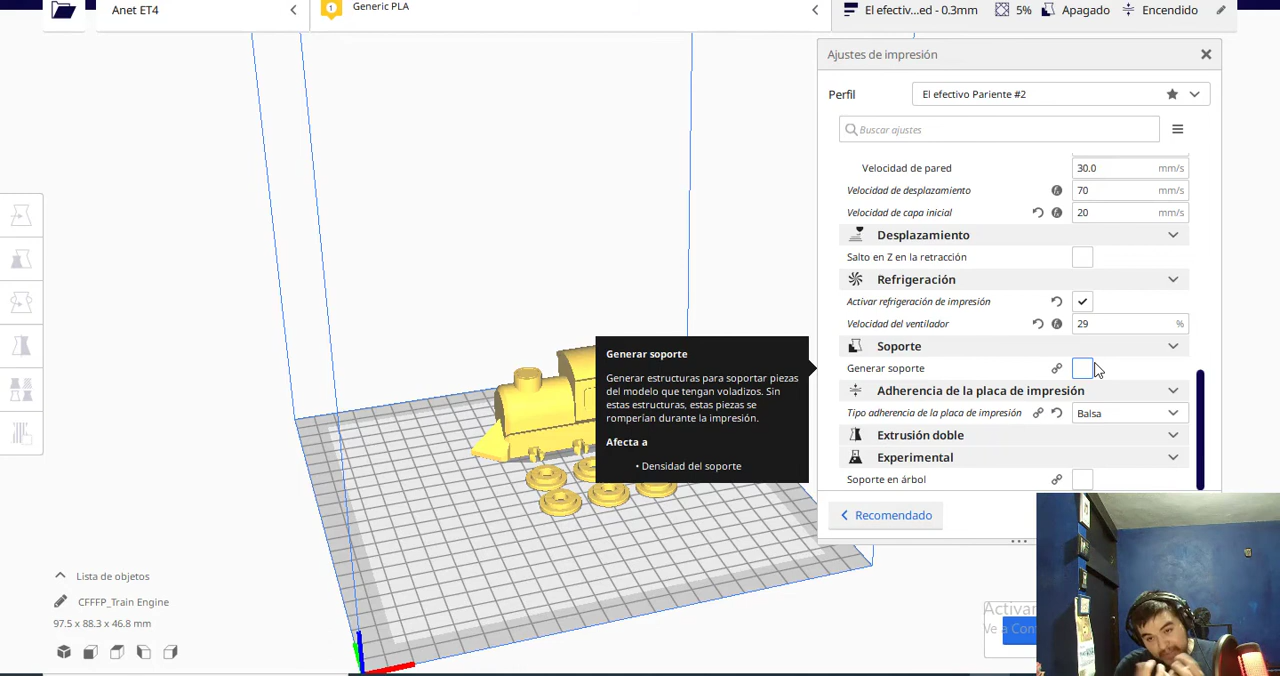 Anet ET4
1
Generic PLA
El efectiv...ed - 0.3mm
5%
Apagado
Encendido
Ajustes de impresión
Perfil
El efectivo Pariente #2
Buscar ajustes
Velocidad de pared
30.0 mm/s
Velocidad de desplazamiento
70 mm/s
Velocidad de capa inicial
20 mm/s
Desplazamiento
Salto en Z en la retracción
Refrigeración
Activar refrigeración de impresión
Velocidad del ventilador
29 %
Soporte
Generar soporte
Adherencia de la placa de impresión
Tipo adherencia de la placa de impresión
Balsa
Extrusión doble
Experimental
Soporte en árbol
Recomendado
Generar soporte
Generar estructuras para soportar piezas
del modelo que tengan voladizos. Sin
estas estructuras, estas piezas se
romperían durante la impresión.
Afecta a
• Densidad del soporte
Lista de objetos
CFFFP_Train Engine
97.5 x 88.3 x 46.8 mm
Activar
Ve a Con